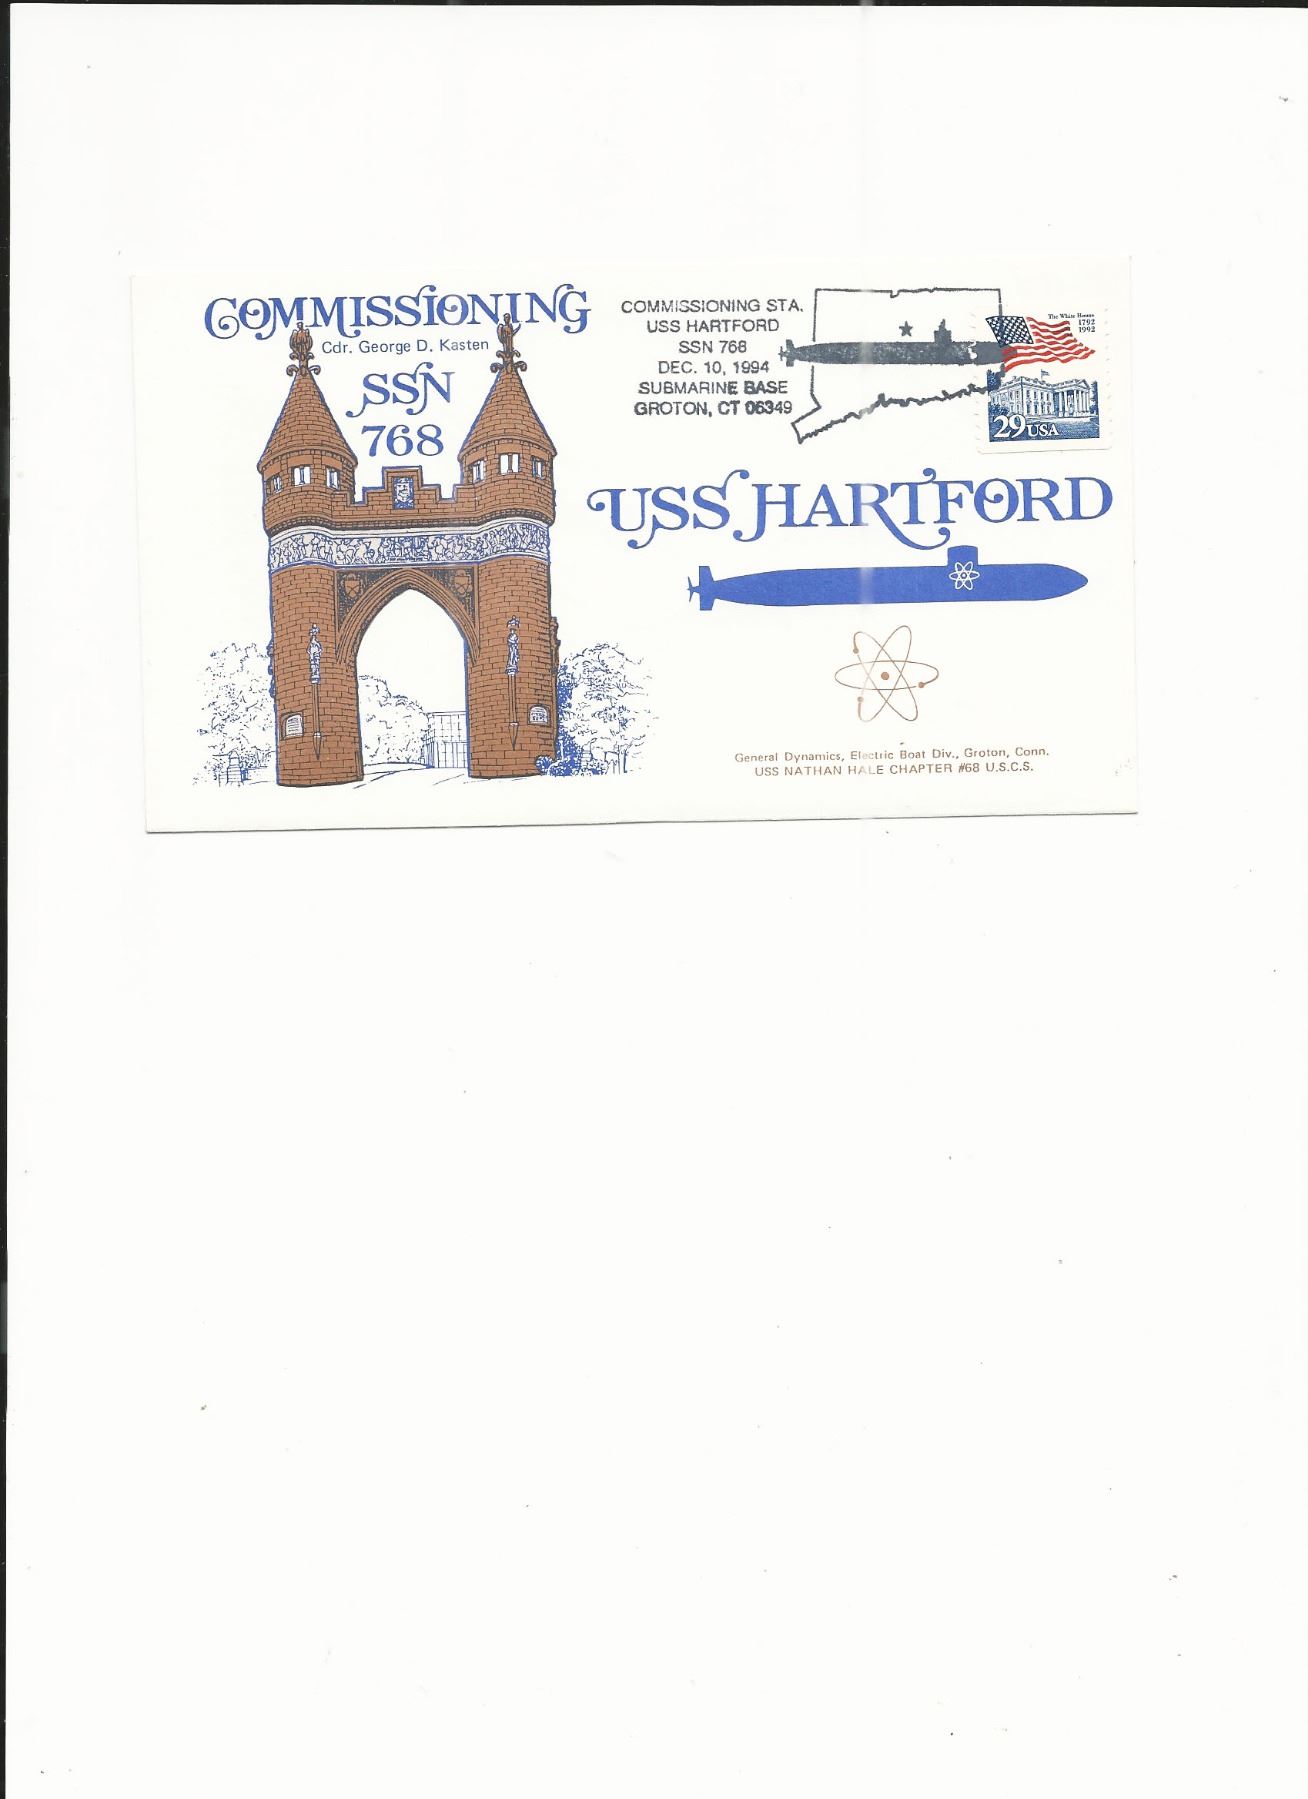 COMMISSIONING
Cdr. George D. Kasten
SSN
768
COMMISSIONING STA.
USS HARTFORD
SSN 768
DEC. 10, 1994
SUBMARINE BASE
GROTON, CT 06349
The White House
1792
1992
29 USA
USS HARTFORD
General Dynamics, Electric Boat Div., Groton, Conn.
USS NATHAN HALE CHAPTER #68 U.S.C.S.